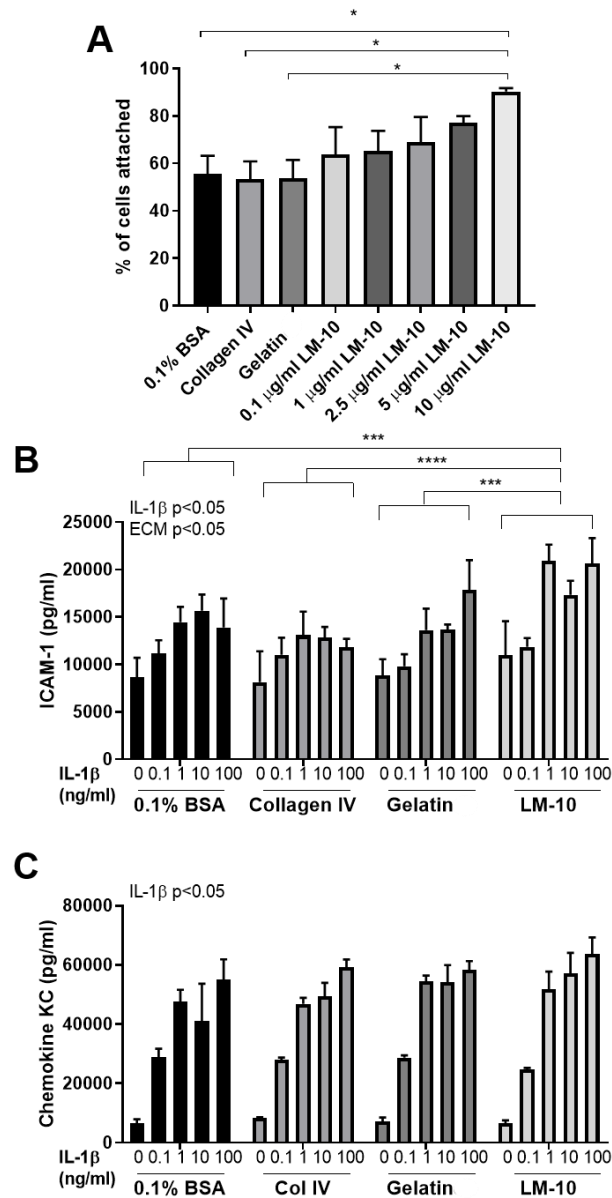 A
*
*
*
100
80
60
40
20
0
% of cells attached
0.1% BSA
Collagen IV
Gelatin
0.1 μg/ml LM-10
1 μg/ml LM-10
2.5 μg/ml LM-10
5 μg/ml LM-10
10 μg/ml LM-10
B
***
****
***
IL-1β p<0.05
ECM p<0.05
25000
20000
15000
10000
5000
0
ICAM-1 (pg/ml)
IL-1β 0 0.1 1 10 100 0 0.1 1 10 100 0 0.1 1 10 100 0 0.1 1 10 100
(ng/ml) 0.1% BSA Collagen IV Gelatin LM-10
C
IL-1β p<0.05
80000
60000
40000
20000
0
Chemokine KC (pg/ml)
IL-1β 0 0.1 1 10 100 0 0.1 1 10 100 0 0.1 1 10 100 0 0.1 1 10 100
(ng/ml) 0.1% BSA Col IV Gelatin LM-10